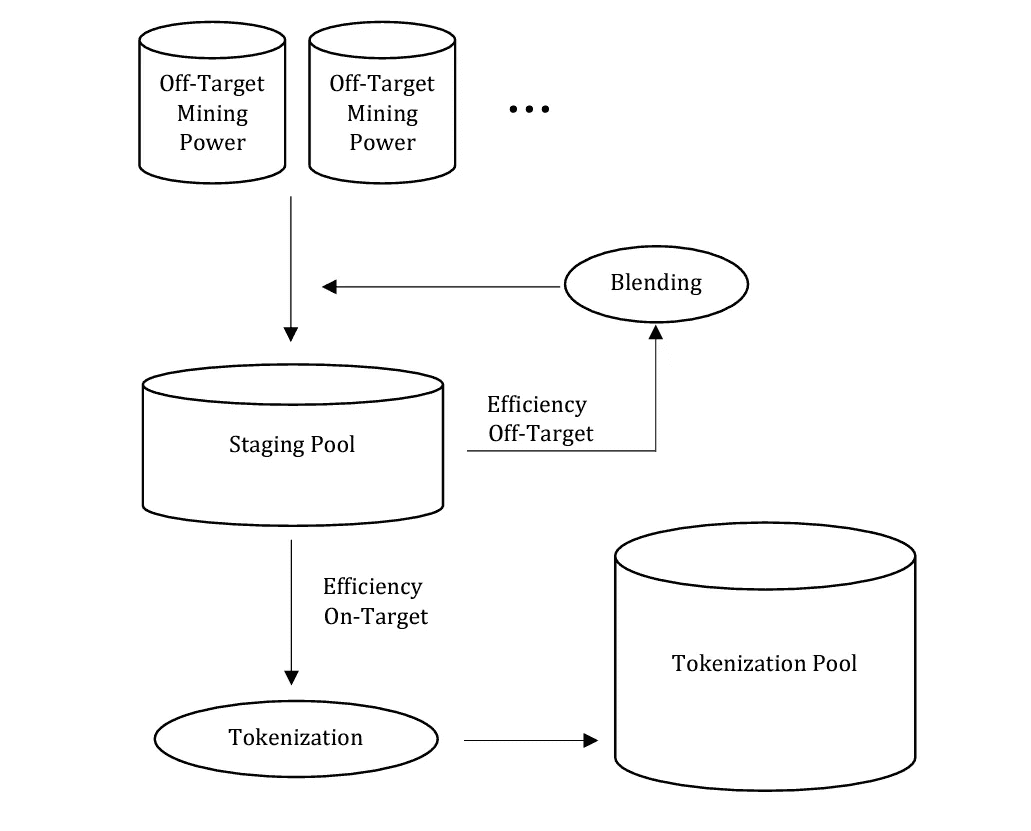 Off-Target
Mining
Power
Off-Target
Mining
Power
...
Blending
Efficiency
Off-Target
Staging Pool
Efficiency
On-Target
Tokenization Pool
Tokenization